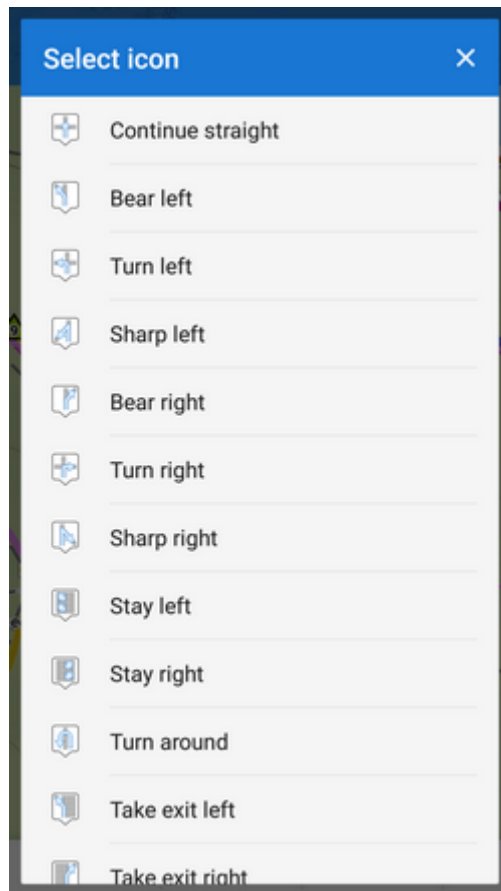 Select icon
Continue straight
Bear left
Turn left
Sharp left
Bear right
Turn right
Sharp right
Stay left
Stay right
Turn around
Take exit left
Take exit right